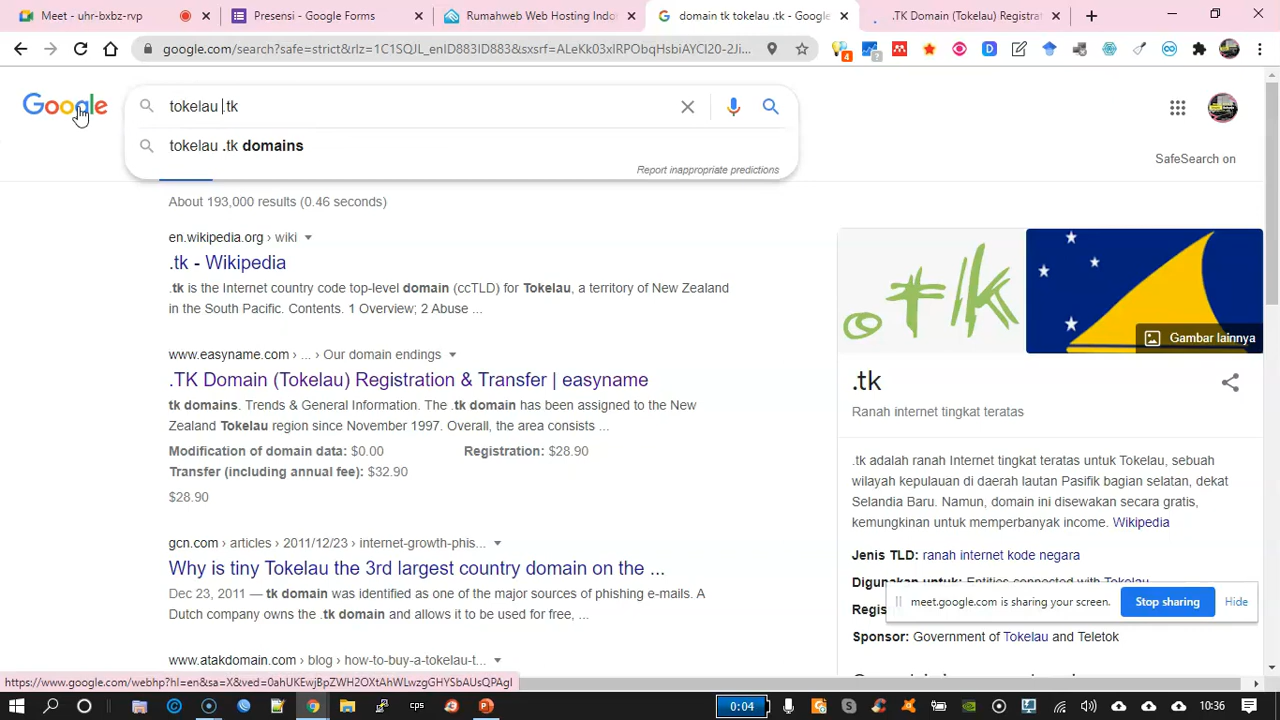 Meet - uhr-bxbz-rvp
Presensi - Google Forms
Rumahweb Web Hosting Indon
domain tk tokelau .tk - Google
.TK Domain (Tokelau) Registrat
google.com/search?safe=strict&rlz=1C1SQJL_enID883ID883&sxsrf=ALeKk03xlRPObqHsbiAYCl20-2Ji...
4
?
D
Google
tokelau .tk
tokelau .tk domains
Report inappropriate predictions
SafeSearch on
About 193,000 results (0.46 seconds)
en.wikipedia.org › wiki
.tk - Wikipedia
.tk is the Internet country code top-level domain (ccTLD) for Tokelau, a territory of New Zealand
in the South Pacific. Contents. 1 Overview; 2 Abuse ...
www.easyname.com › ... › Our domain endings
.TK Domain (Tokelau) Registration & Transfer | easyname
tk domains. Trends & General Information. The .tk domain has been assigned to the New
Zealand Tokelau region since November 1997. Overall, the area consists ...
Modification of domain data: $0.00
Registration: $28.90
Transfer (including annual fee): $32.90
$28.90
gcn.com › articles › 2011/12/23 › internet-growth-phis...
Why is tiny Tokelau the 3rd largest country domain on the ...
Dec 23, 2011 — tk domain was identified as one of the major sources of phishing e-mails. A
Dutch company owns the .tk domain and allows it to be used for free, ...
www.atakdomain.com › blog › how-to-buy-a-tokelau-t...
.tk
Gambar lainnya
.tk
Ranah internet tingkat teratas
.tk adalah ranah Internet tingkat teratas untuk Tokelau, sebuah
wilayah kepulauan di daerah lautan Pasifik bagian selatan, dekat
Selandia Baru. Namun, domain ini disewakan secara gratis,
kemungkinan untuk memperbanyak income. Wikipedia
Jenis TLD: ranah internet kode negara
Digunakan untuk: Entities connected with Tokelau
Regis
meet.google.com is sharing your screen.
Stop sharing
Hide
Sponsor: Government of Tokelau and Teletok
https://www.google.com/webhp?hl=en&sa=X&ved=0ahUKEwjBpZWH2OXtAhWLwzgGHYSbAUsQPAgI
cps
0:04
10:36